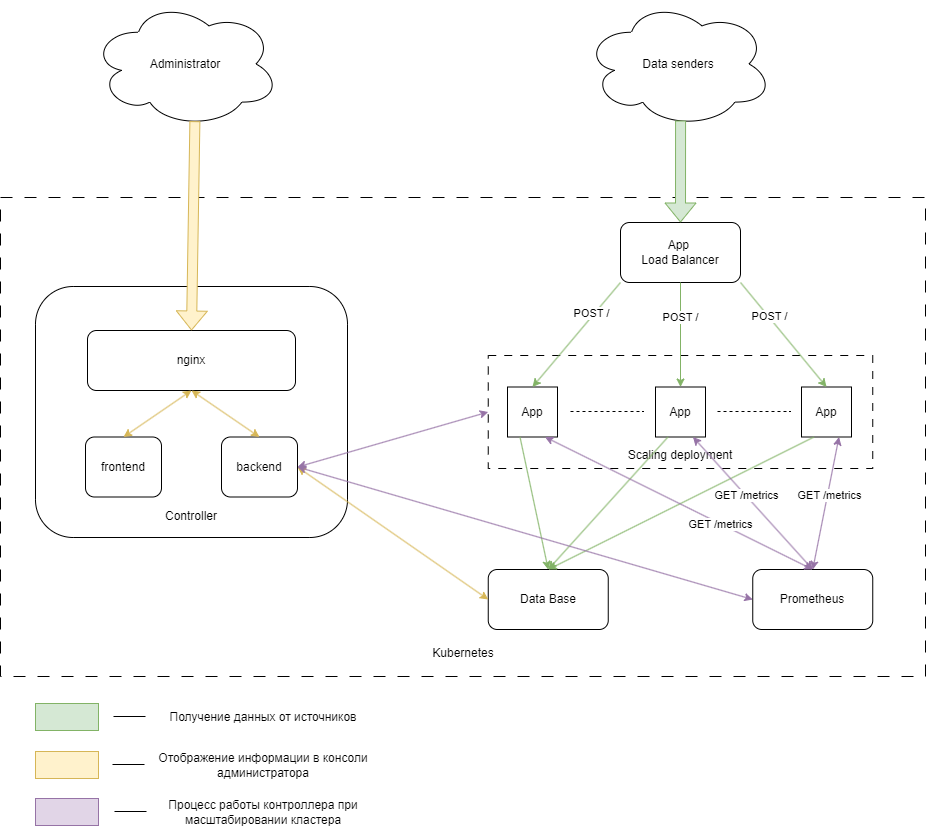 Administrator
Data senders
App
Load Balancer
POST /
POST /
POST /
nginx
App
App
App
Scaling deployment
frontend
backend
GET /metrics
GET /metrics
GET /metrics
Controller
Data Base
Prometheus
Kubernetes
Получение данных от источников
Отображение информации в консоли
администратора
Процесс работы контроллера при
масштабировании кластера